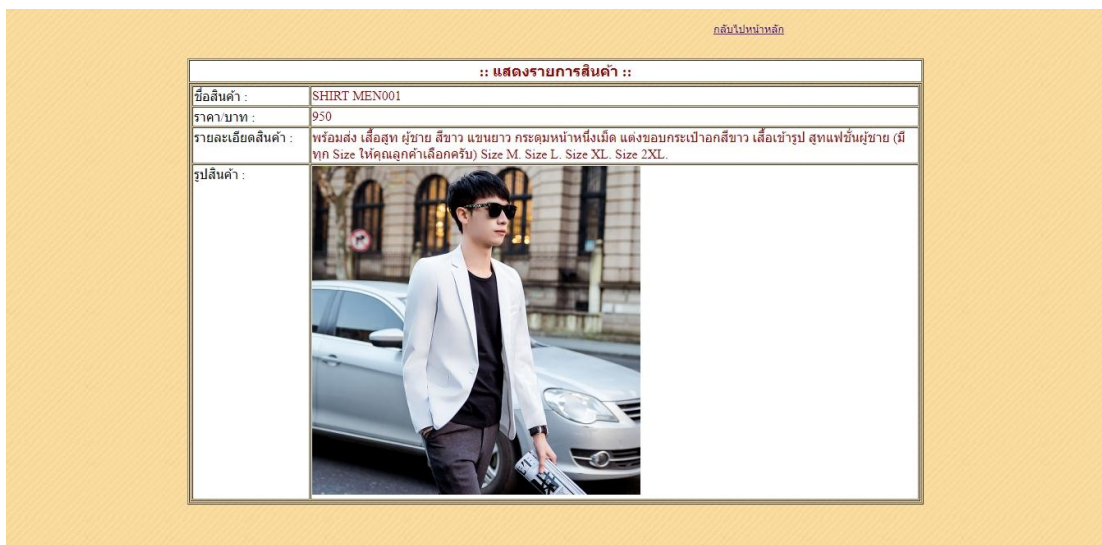 กลับไปหน้าหลัก
:: แสดงรายการสินค้า ::
ชื่อสินค้า : SHIRT MEN001
ราคา/บาท : 950
รายละเอียดสินค้า : พร้อมส่ง เสื้อสูท ผู้ชาย สีขาว แขนยาว กระดุมหน้าหนึ่งเม็ด แต่งขอบกระเป๋าอกสีขาว เสื้อเข้ารูป สูทแฟชั่นผู้ชาย (มี
ทุก Size ให้คุณลูกค้าเลือกครับ) Size M. Size L. Size XL. Size 2XL.
รูปสินค้า :